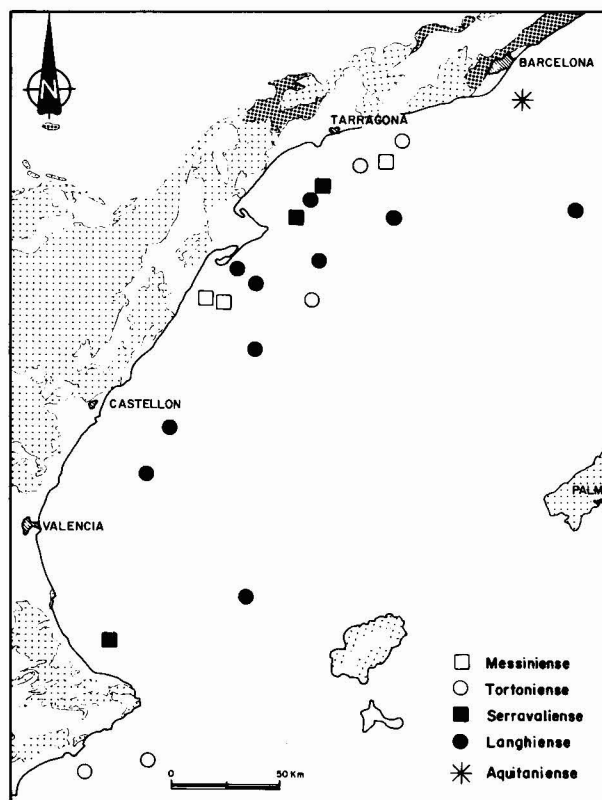 N
BARCELONA
TARRAGONA
CASTELLON
PALM
VALENCIA
Messiniense
Tortoniense
Serravaliense
Langhiense
Aquitaniense
0 50 Km